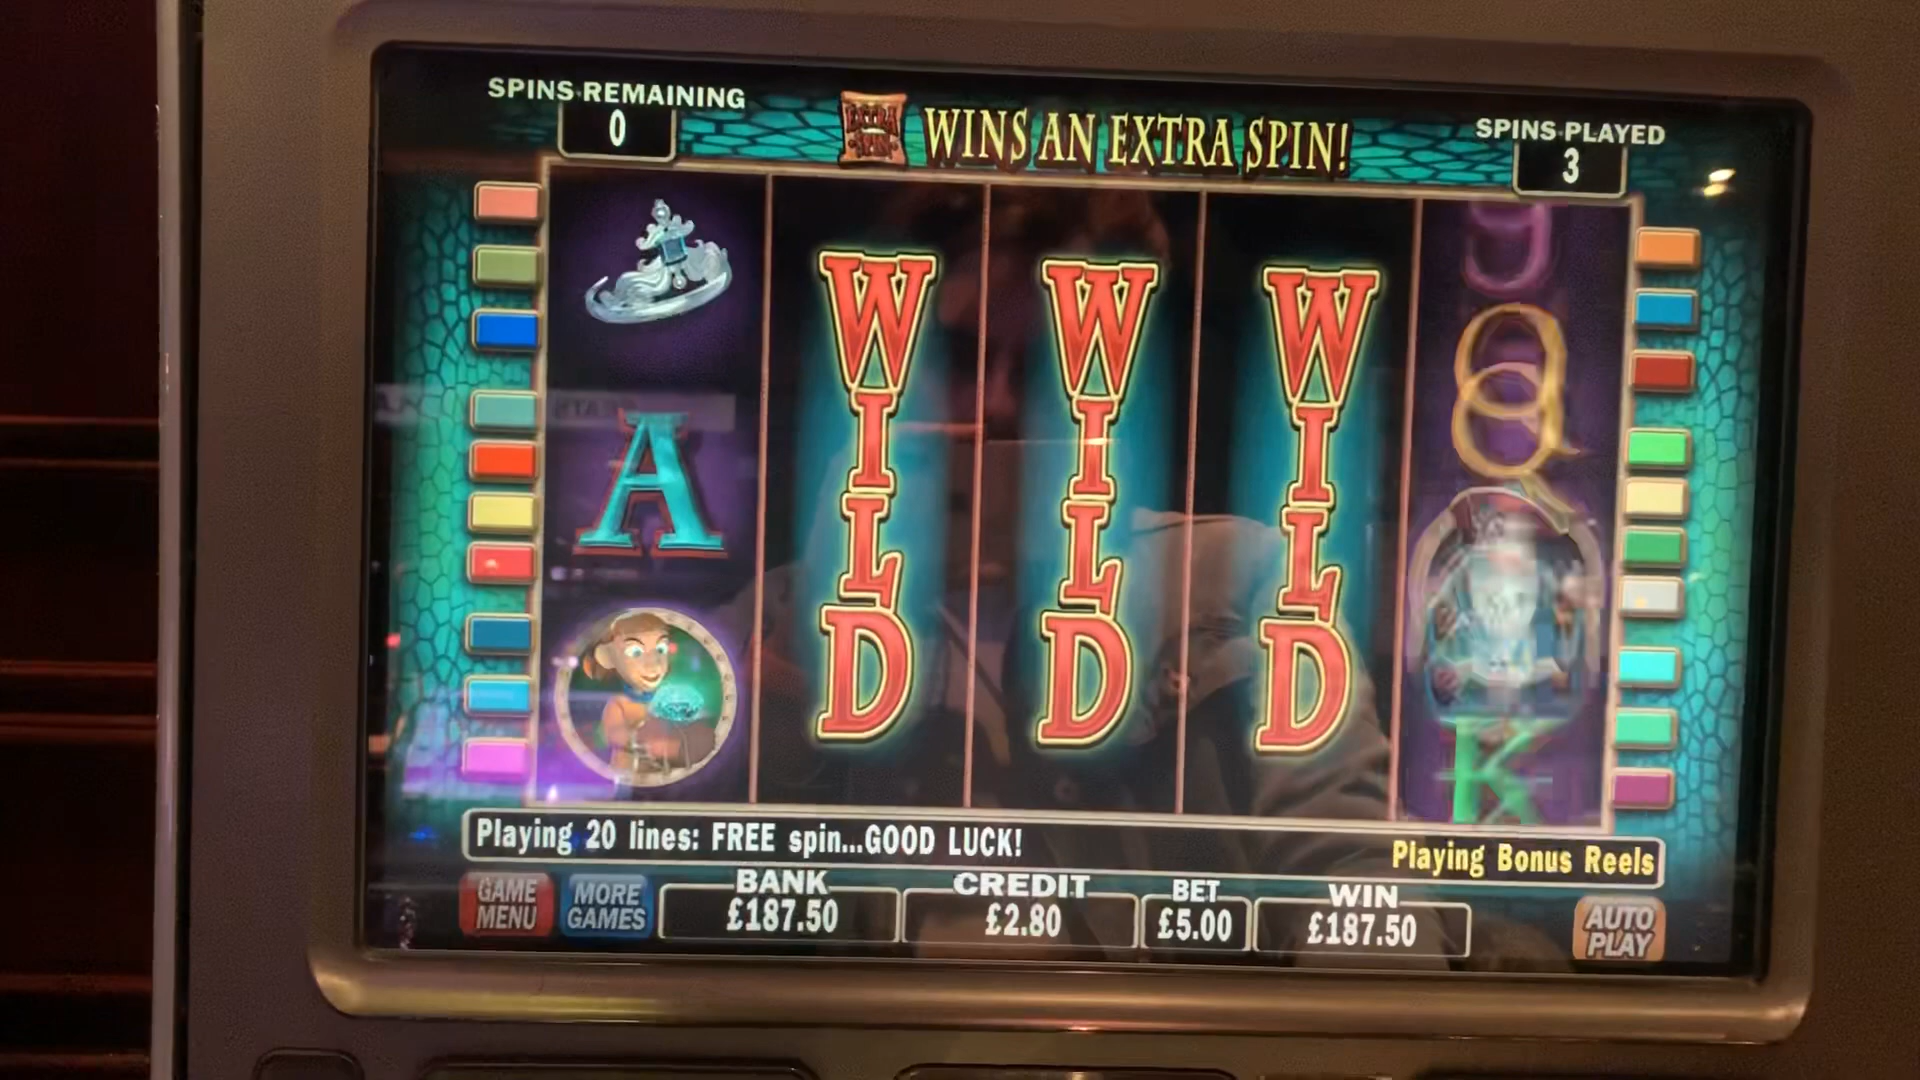 SPINS REMAINING
0
EXTRA SPIN
WINS AN EXTRA SPIN!
SPINS PLAYED
3
A
WILD
WILD
WILD
Q
Q
K
Playing 20 lines: FREE spin...GOOD LUCK!
Playing Bonus Reels
GAME MENU
MORE GAMES
BANK
£187.50
CREDIT
£2.80
BET
£5.00
WIN
£187.50
AUTO PLAY